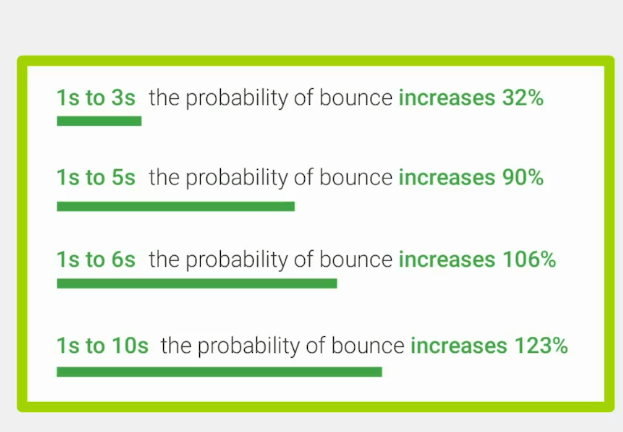 1s to 3s the probability of bounce increases 32%
1s to 5s the probability of bounce increases 90%
1s to 6s the probability of bounce increases 106%
1s to 10s the probability of bounce increases 123%